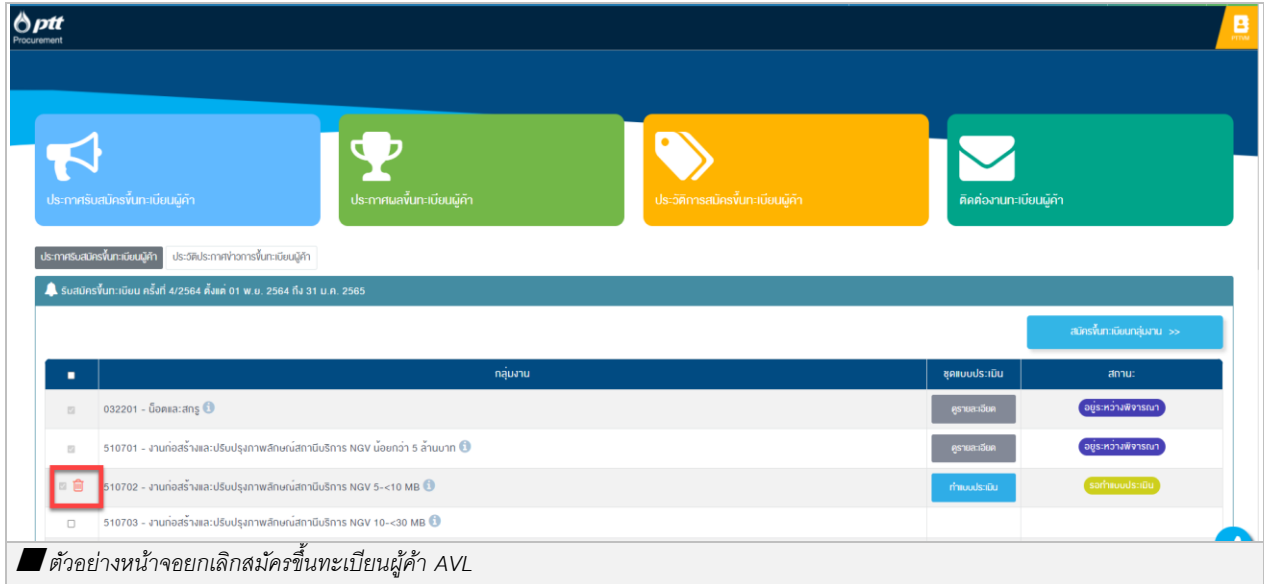 ptt
Procurement
ประกาศรับสมัครขึ้นทะเบียนผู้ค้า
ประกาศผลขึ้นทะเบียนผู้ค้า
ประวัติการสมัครขึ้นทะเบียนผู้ค้า
ติดต่องานทะเบียนผู้ค้า
ประกาศรับสมัครขึ้นทะเบียนผู้ค้า ประวัติประกาศข่าวการขึ้นทะเบียนผู้ค้า
รับสมัครขึ้นทะเบียน ครั้งที่ 4/2564 ตั้งแต่ 01 พ.ย. 2564 ถึง 31 ม.ค. 2565
สมัครขึ้นทะเบียนกลุ่มงาน >>
กลุ่มงาน ชุดแบบประเมิน สถานะ
032201 - น็อตและสกรู ดูรายละเอียด อยู่ระหว่างพิจารณา
510701 - งานก่อสร้างและปรับปรุงภาพลักษณ์สถานีบริการ NGV น้อยกว่า 5 ล้านบาท ดูรายละเอียด อยู่ระหว่างพิจารณา
510702 - งานก่อสร้างและปรับปรุงภาพลักษณ์สถานีบริการ NGV 5-<10 MB ทำแบบประเมิน รอทำแบบประเมิน
510703 - งานก่อสร้างและปรับปรุงภาพลักษณ์สถานีบริการ NGV 10-<30 MB
ตัวอย่างหน้าจอยกเลิกสมัครขึ้นทะเบียนผู้ค้า AVL